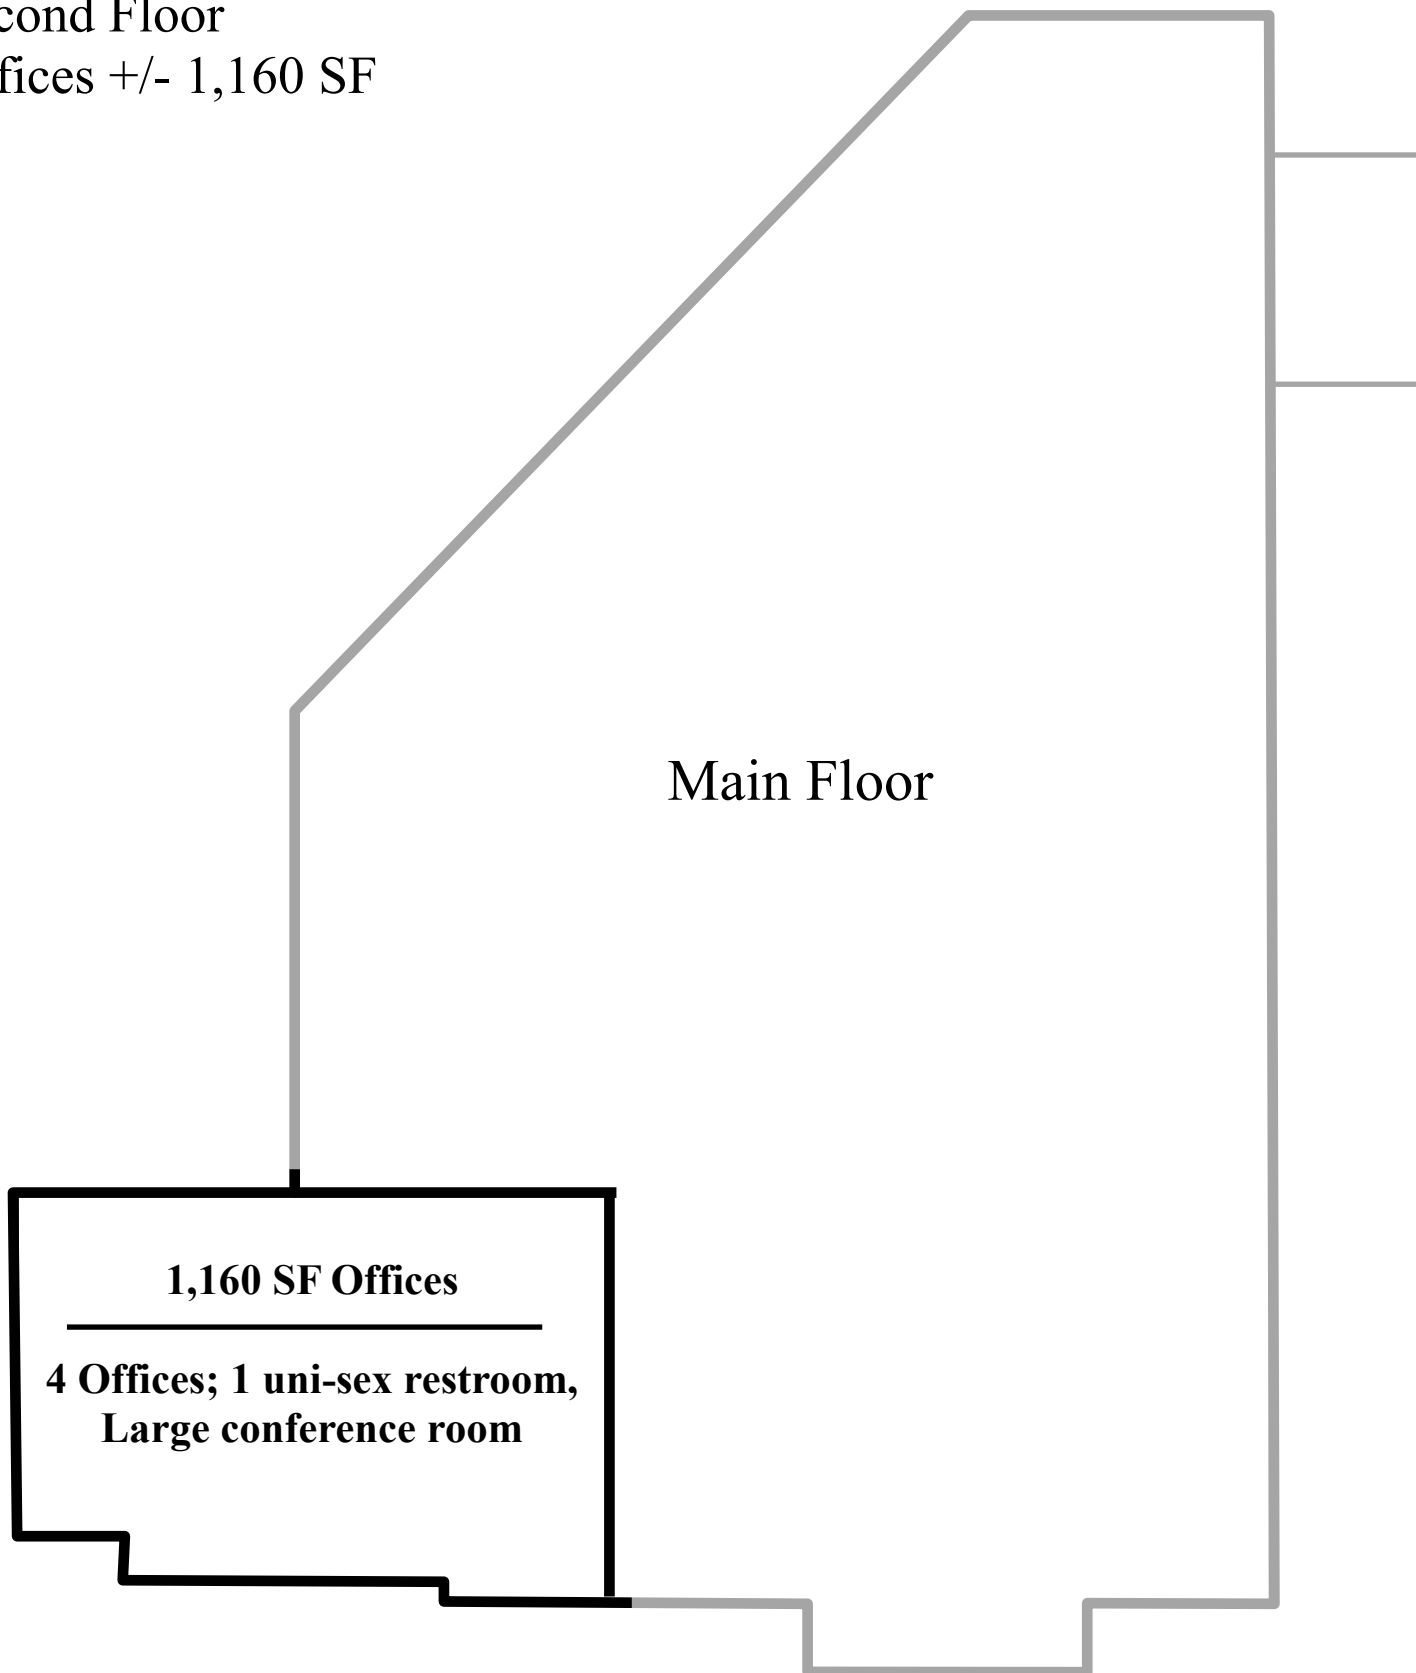 cond Floor
fices +/- 1,160 SF
Main Floor
1,160 SF Offices
4 Offices; 1 uni-sex restroom,
Large conference room